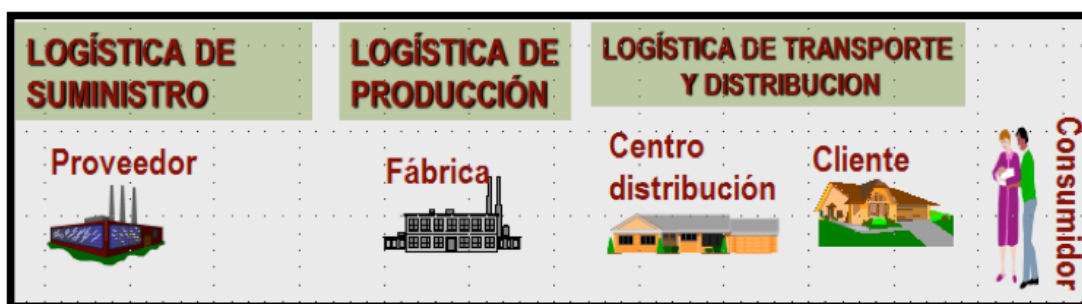 LOGÍSTICA DE
SUMINISTRO
LOGÍSTICA DE
PRODUCCIÓN
LOGÍSTICA DE TRANSPORTE
Y DISTRIBUCION
Proveedor
Fábrica
Centro
distribución
Cliente
Consumidor